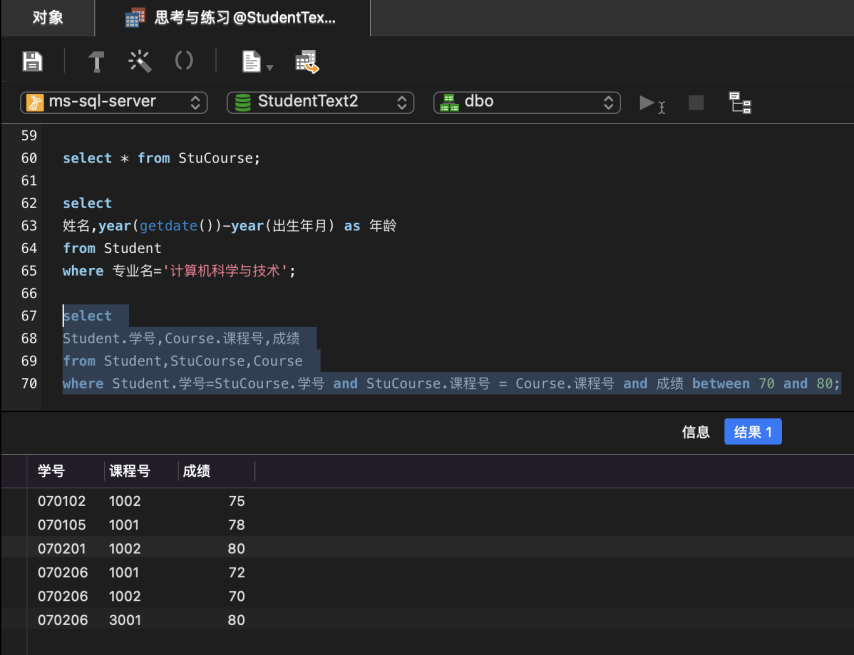 对象
思考与练习@StudentTex...
ms-sql-server StudentText2 dbo
59
60 select * from StuCourse;
61
62 select
63 姓名,year(getdate())-year(出生年月) as 年龄
64 from Student
65 where 专业名='计算机科学与技术';
66
67 select
68 Student.学号,Course.课程号,成绩
69 from Student,StuCourse,Course
70 where Student.学号=StuCourse.学号 and StuCourse.课程号 = Course.课程号 and 成绩 between 70 and 80;
信息 结果 1
学号 课程号 成绩
070102 1002 75
070105 1001 78
070201 1002 80
070206 1001 72
070206 1002 70
070206 3001 80